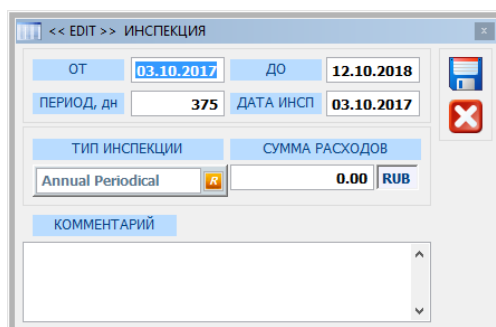 << EDIT >> ИНСПЕКЦИЯ
x
ОТ 03.10.2017 ДО 12.10.2018
ПЕРИОД, дн 375 ДАТА ИНСП 03.10.2017
ТИП ИНСПЕКЦИИ СУММА РАСХОДОВ
Annual Periodical R 0.00 RUB
КОММЕНТАРИЙ